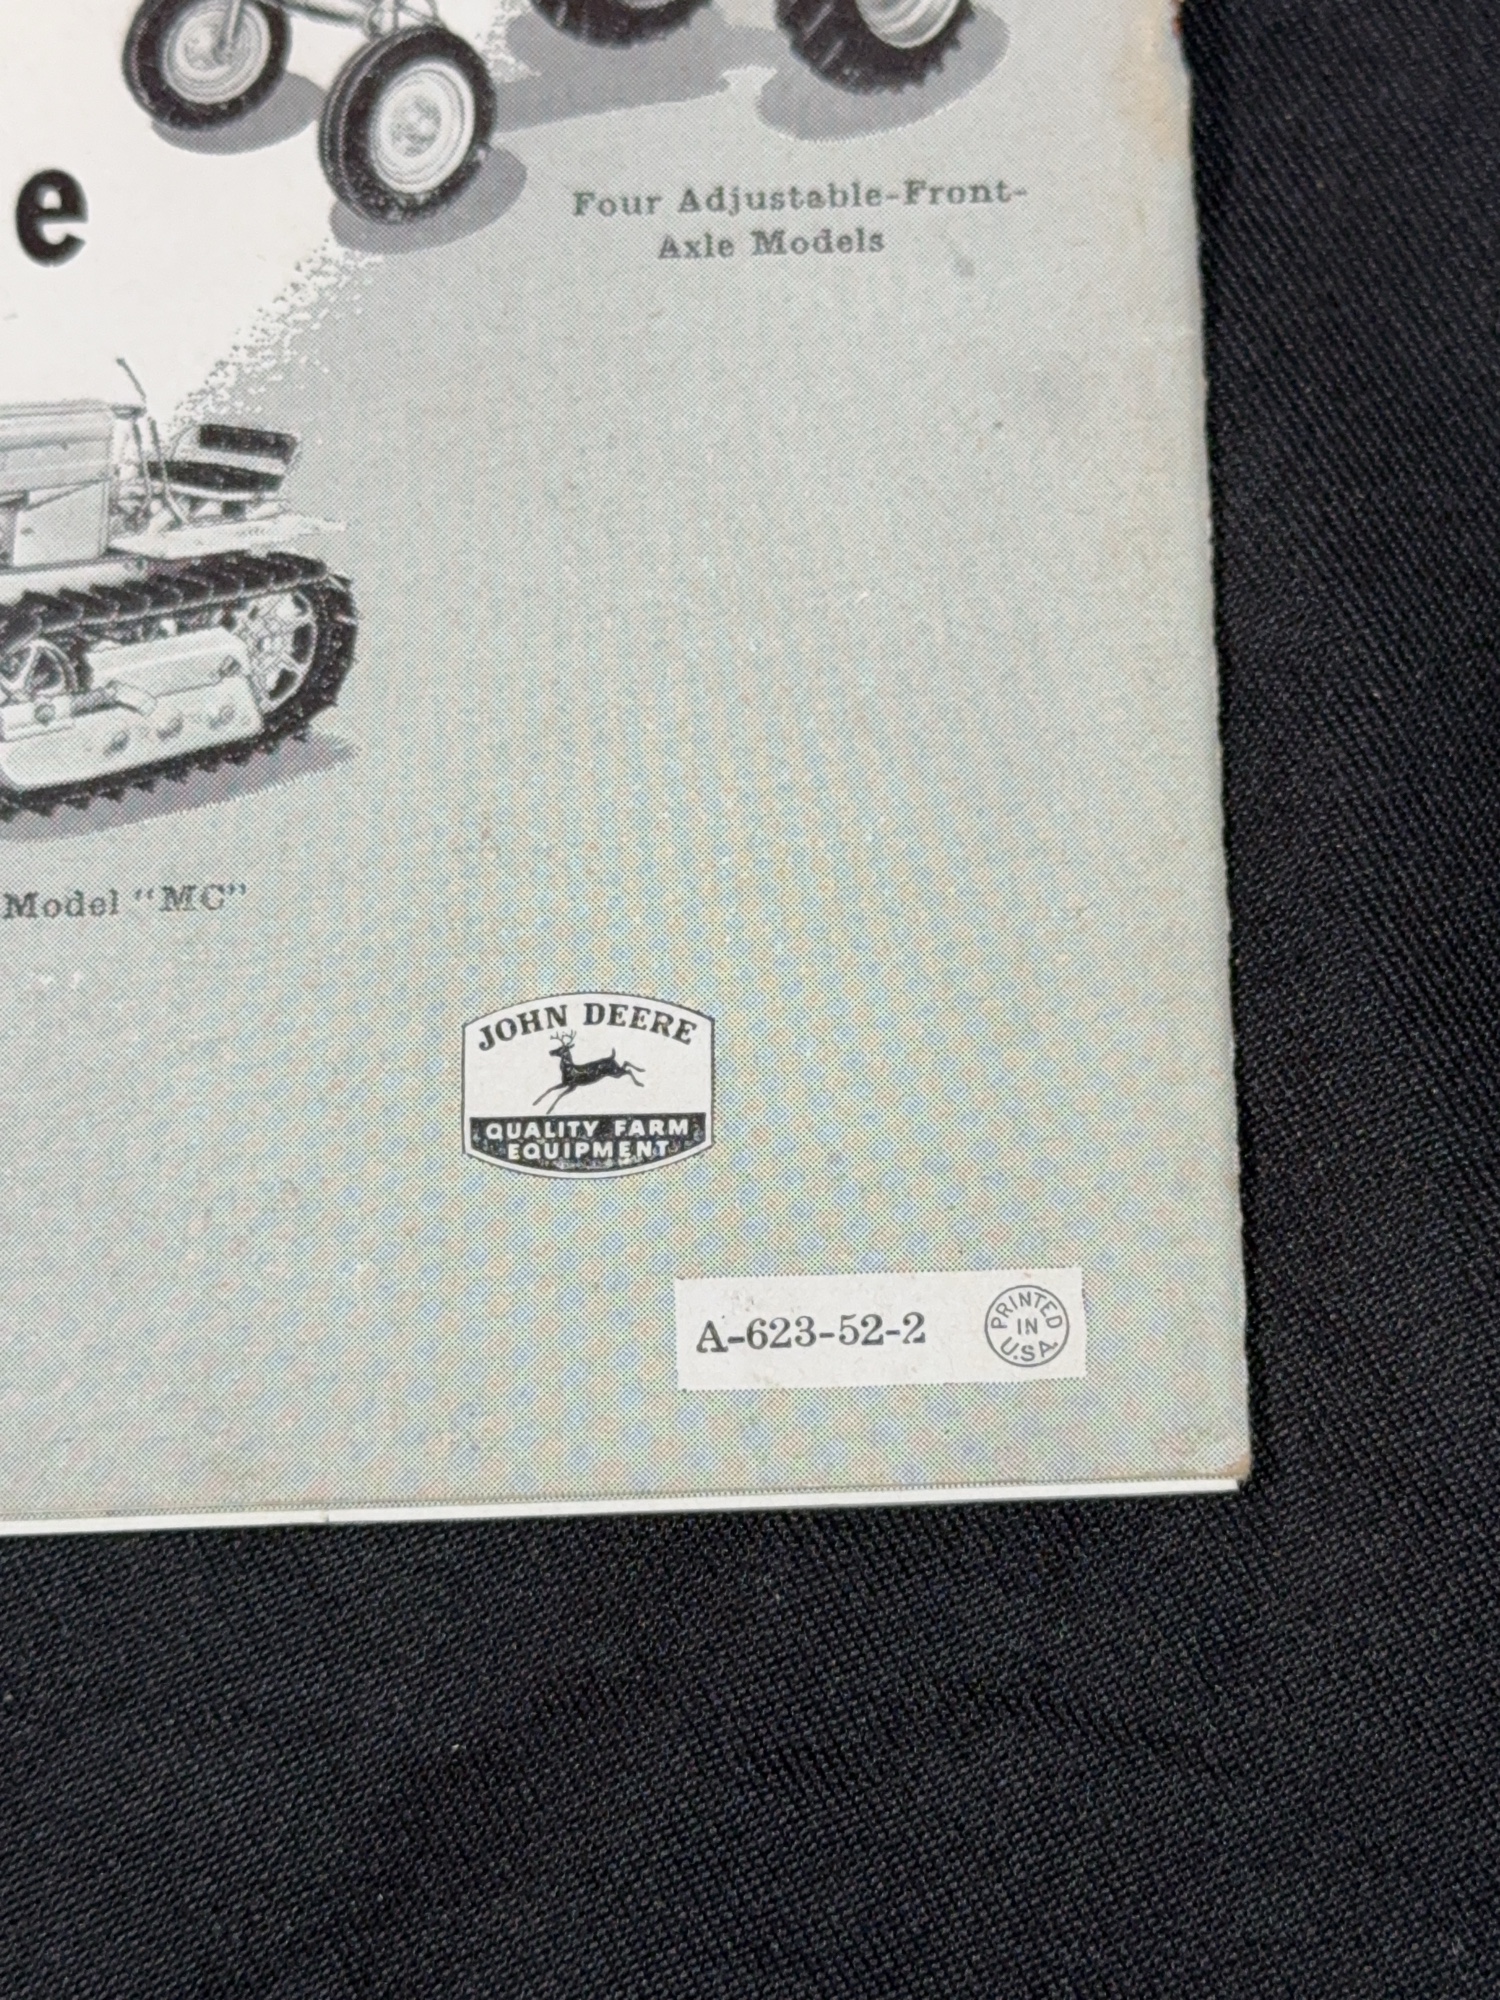 Four Adjustable-Front-
Axle Models
e
Model "MC"
JOHN DEERE
QUALITY FARM
EQUIPMENT
A-623-52-2
PRINTED
IN
U.S.A.